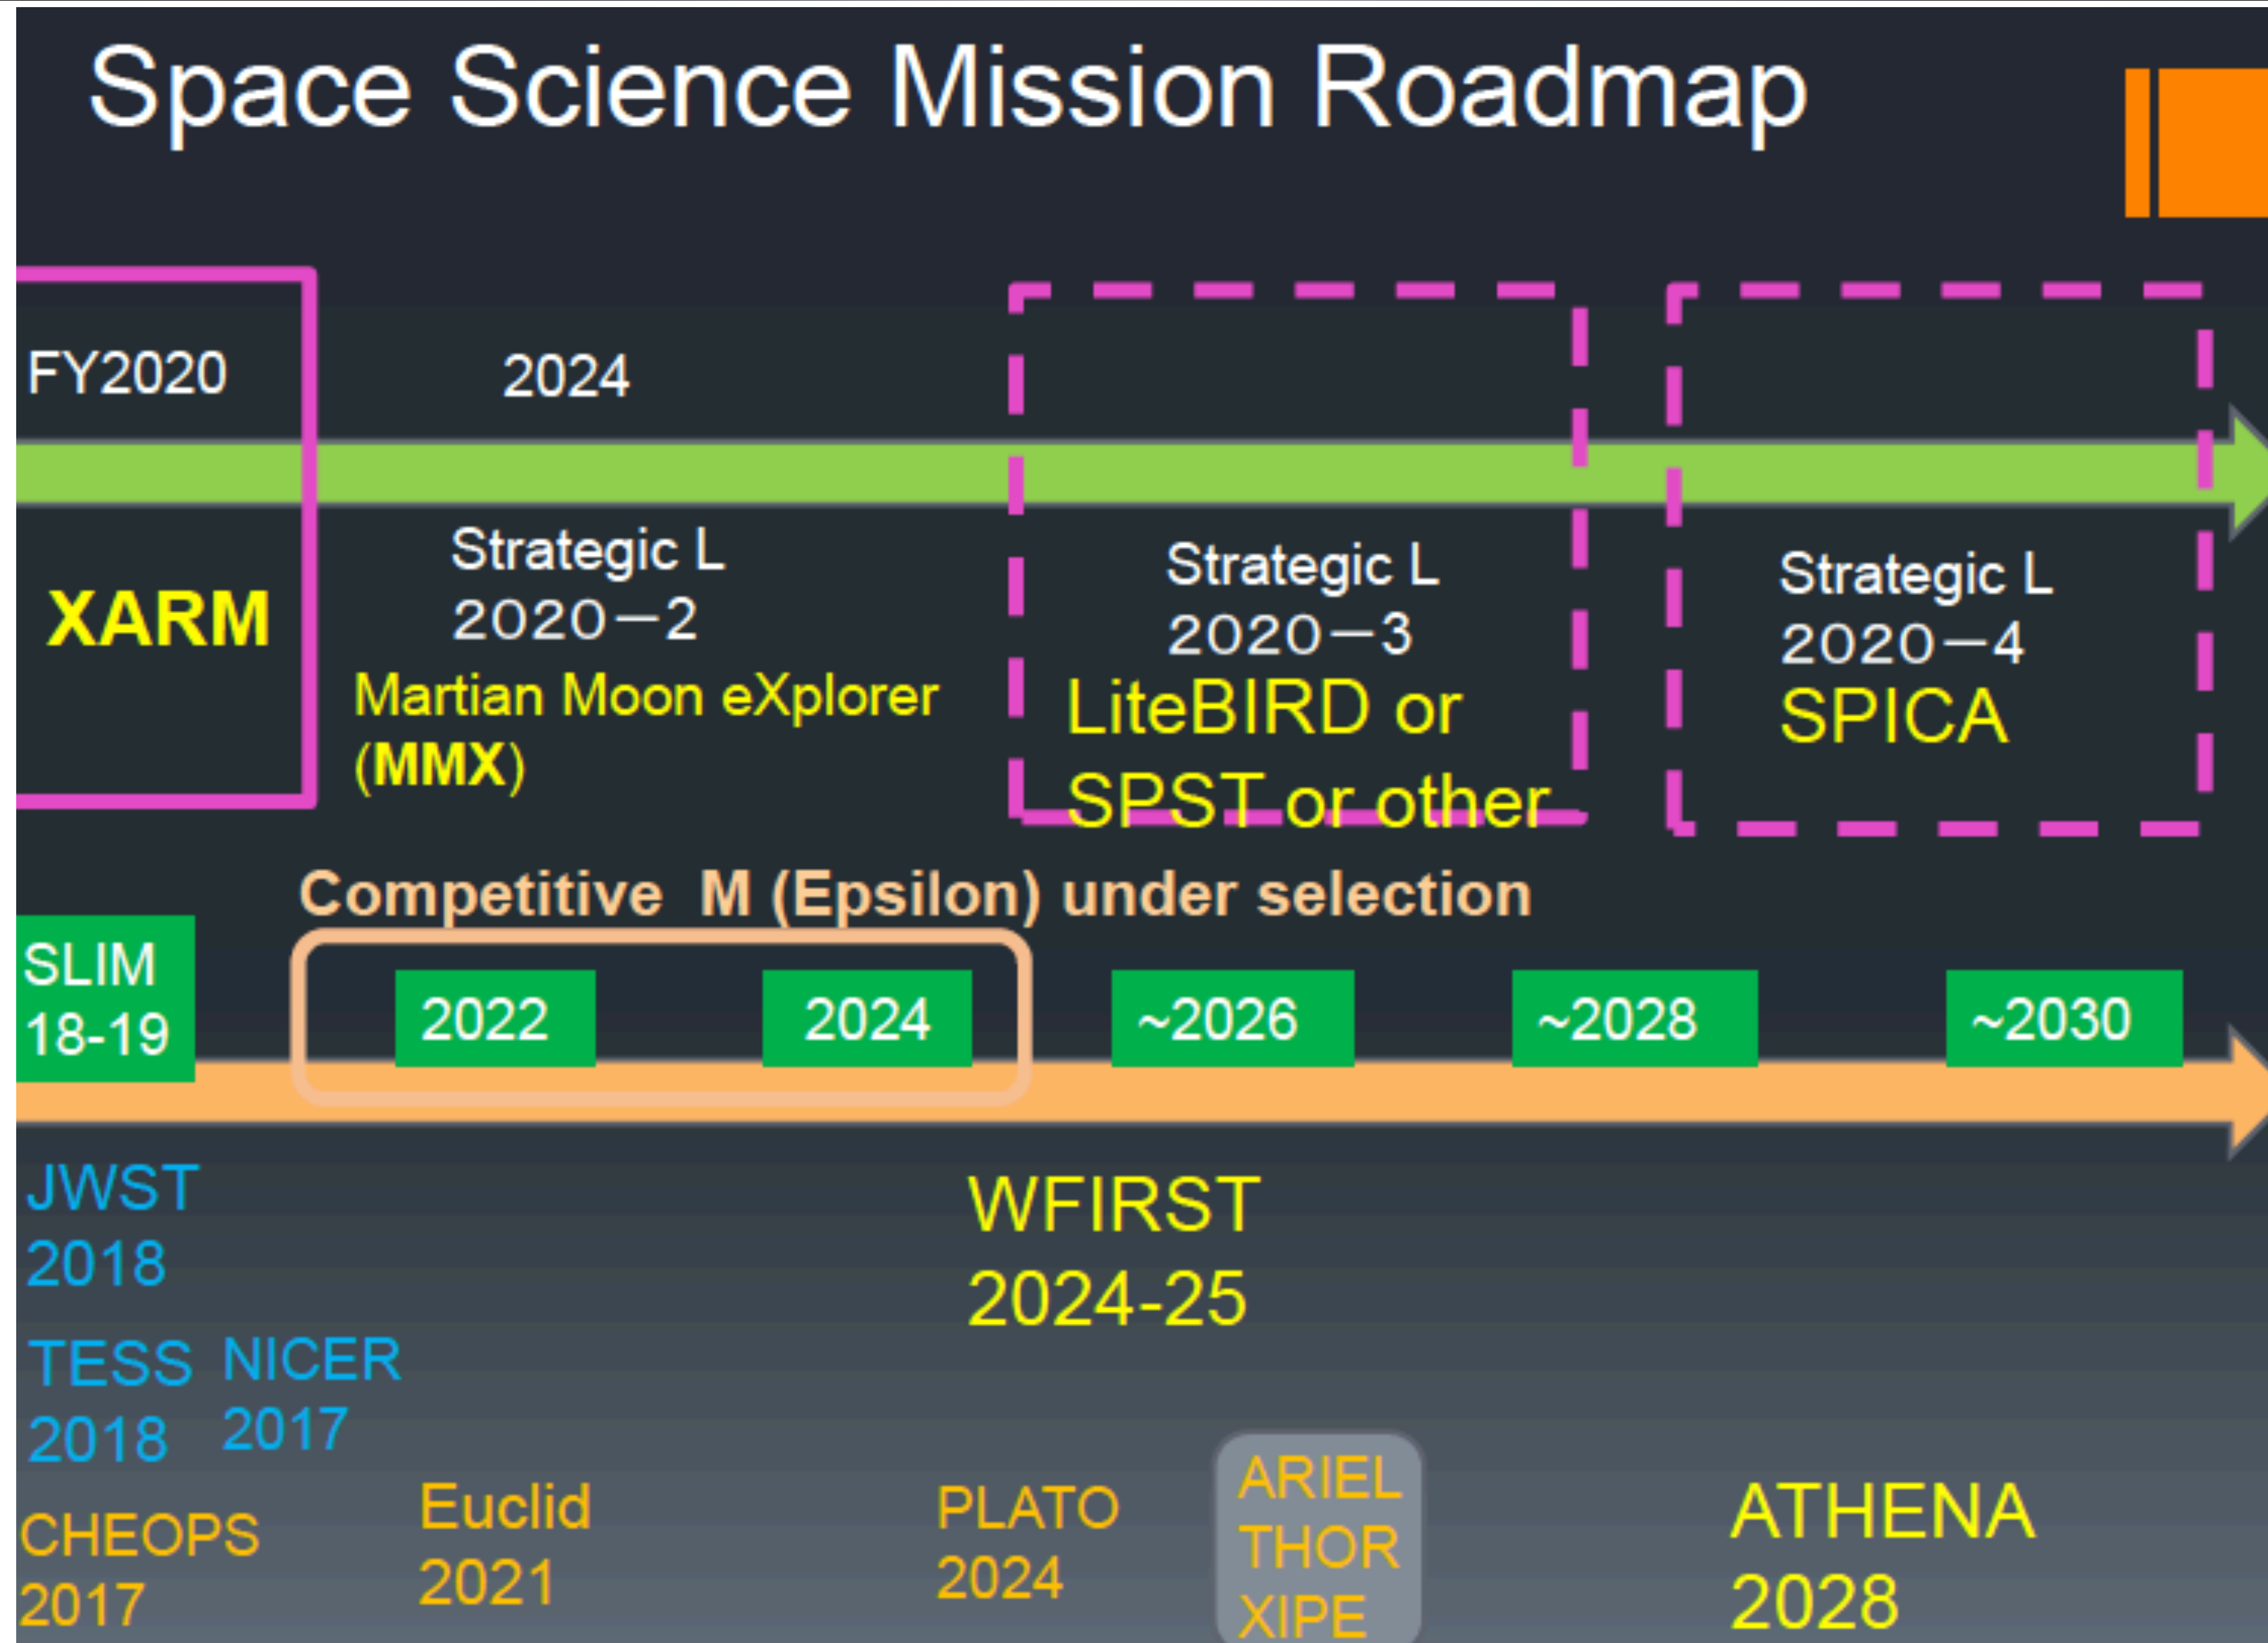 Space Science Mission Roadmap
FY2020
2024
XARM
Strategic L
2020－2
Martian Moon eXplorer
(MMX)
Strategic L
2020－3
LiteBIRD or
SPST or other
Strategic L
2020－4
SPICA
Competitive M (Epsilon) under selection
SLIM
18-19
2022
2024
~2026
~2028
~2030
JWST
2018
WFIRST
2024-25
TESS
2018
NICER
2017
CHEOPS
2017
Euclid
2021
PLATO
2024
ARIEL
THOR
XIPE
ATHENA
2028